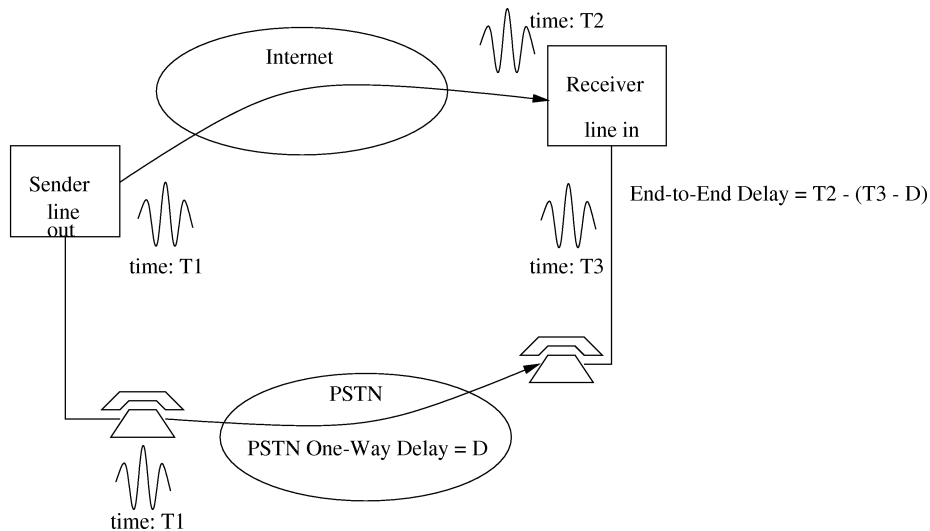 time: T2
Internet
Receiver
line in
Sender
line
out
End-to-End Delay = T2 - (T3 - D)
time: T1
time: T3
PSTN
PSTN One-Way Delay = D
time: T1